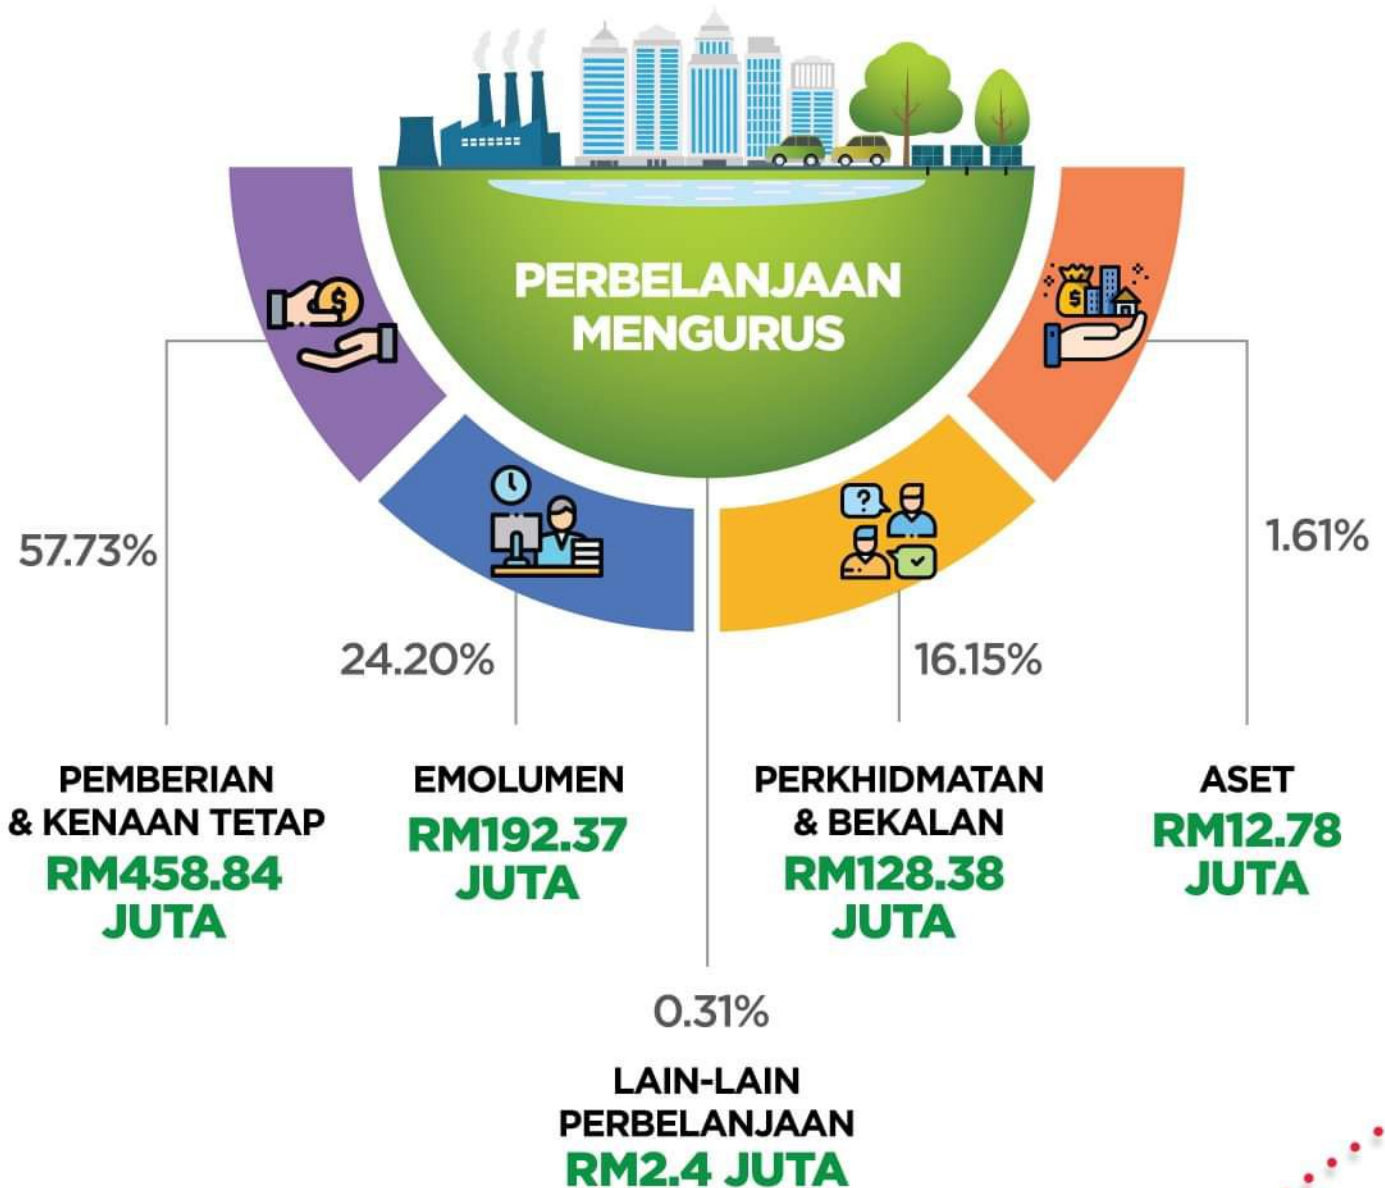 PERBELANJAAN
MENGURUS
57.73%
PEMBERIAN
& KENAAN TETAP
RM458.84
JUTA
24.20%
EMOLUMEN
RM192.37
JUTA
16.15%
PERKHIDMATAN
& BEKALAN
RM128.38
JUTA
1.61%
ASET
RM12.78
JUTA
0.31%
LAIN-LAIN
PERBELANJAAN
RM2.4 JUTA